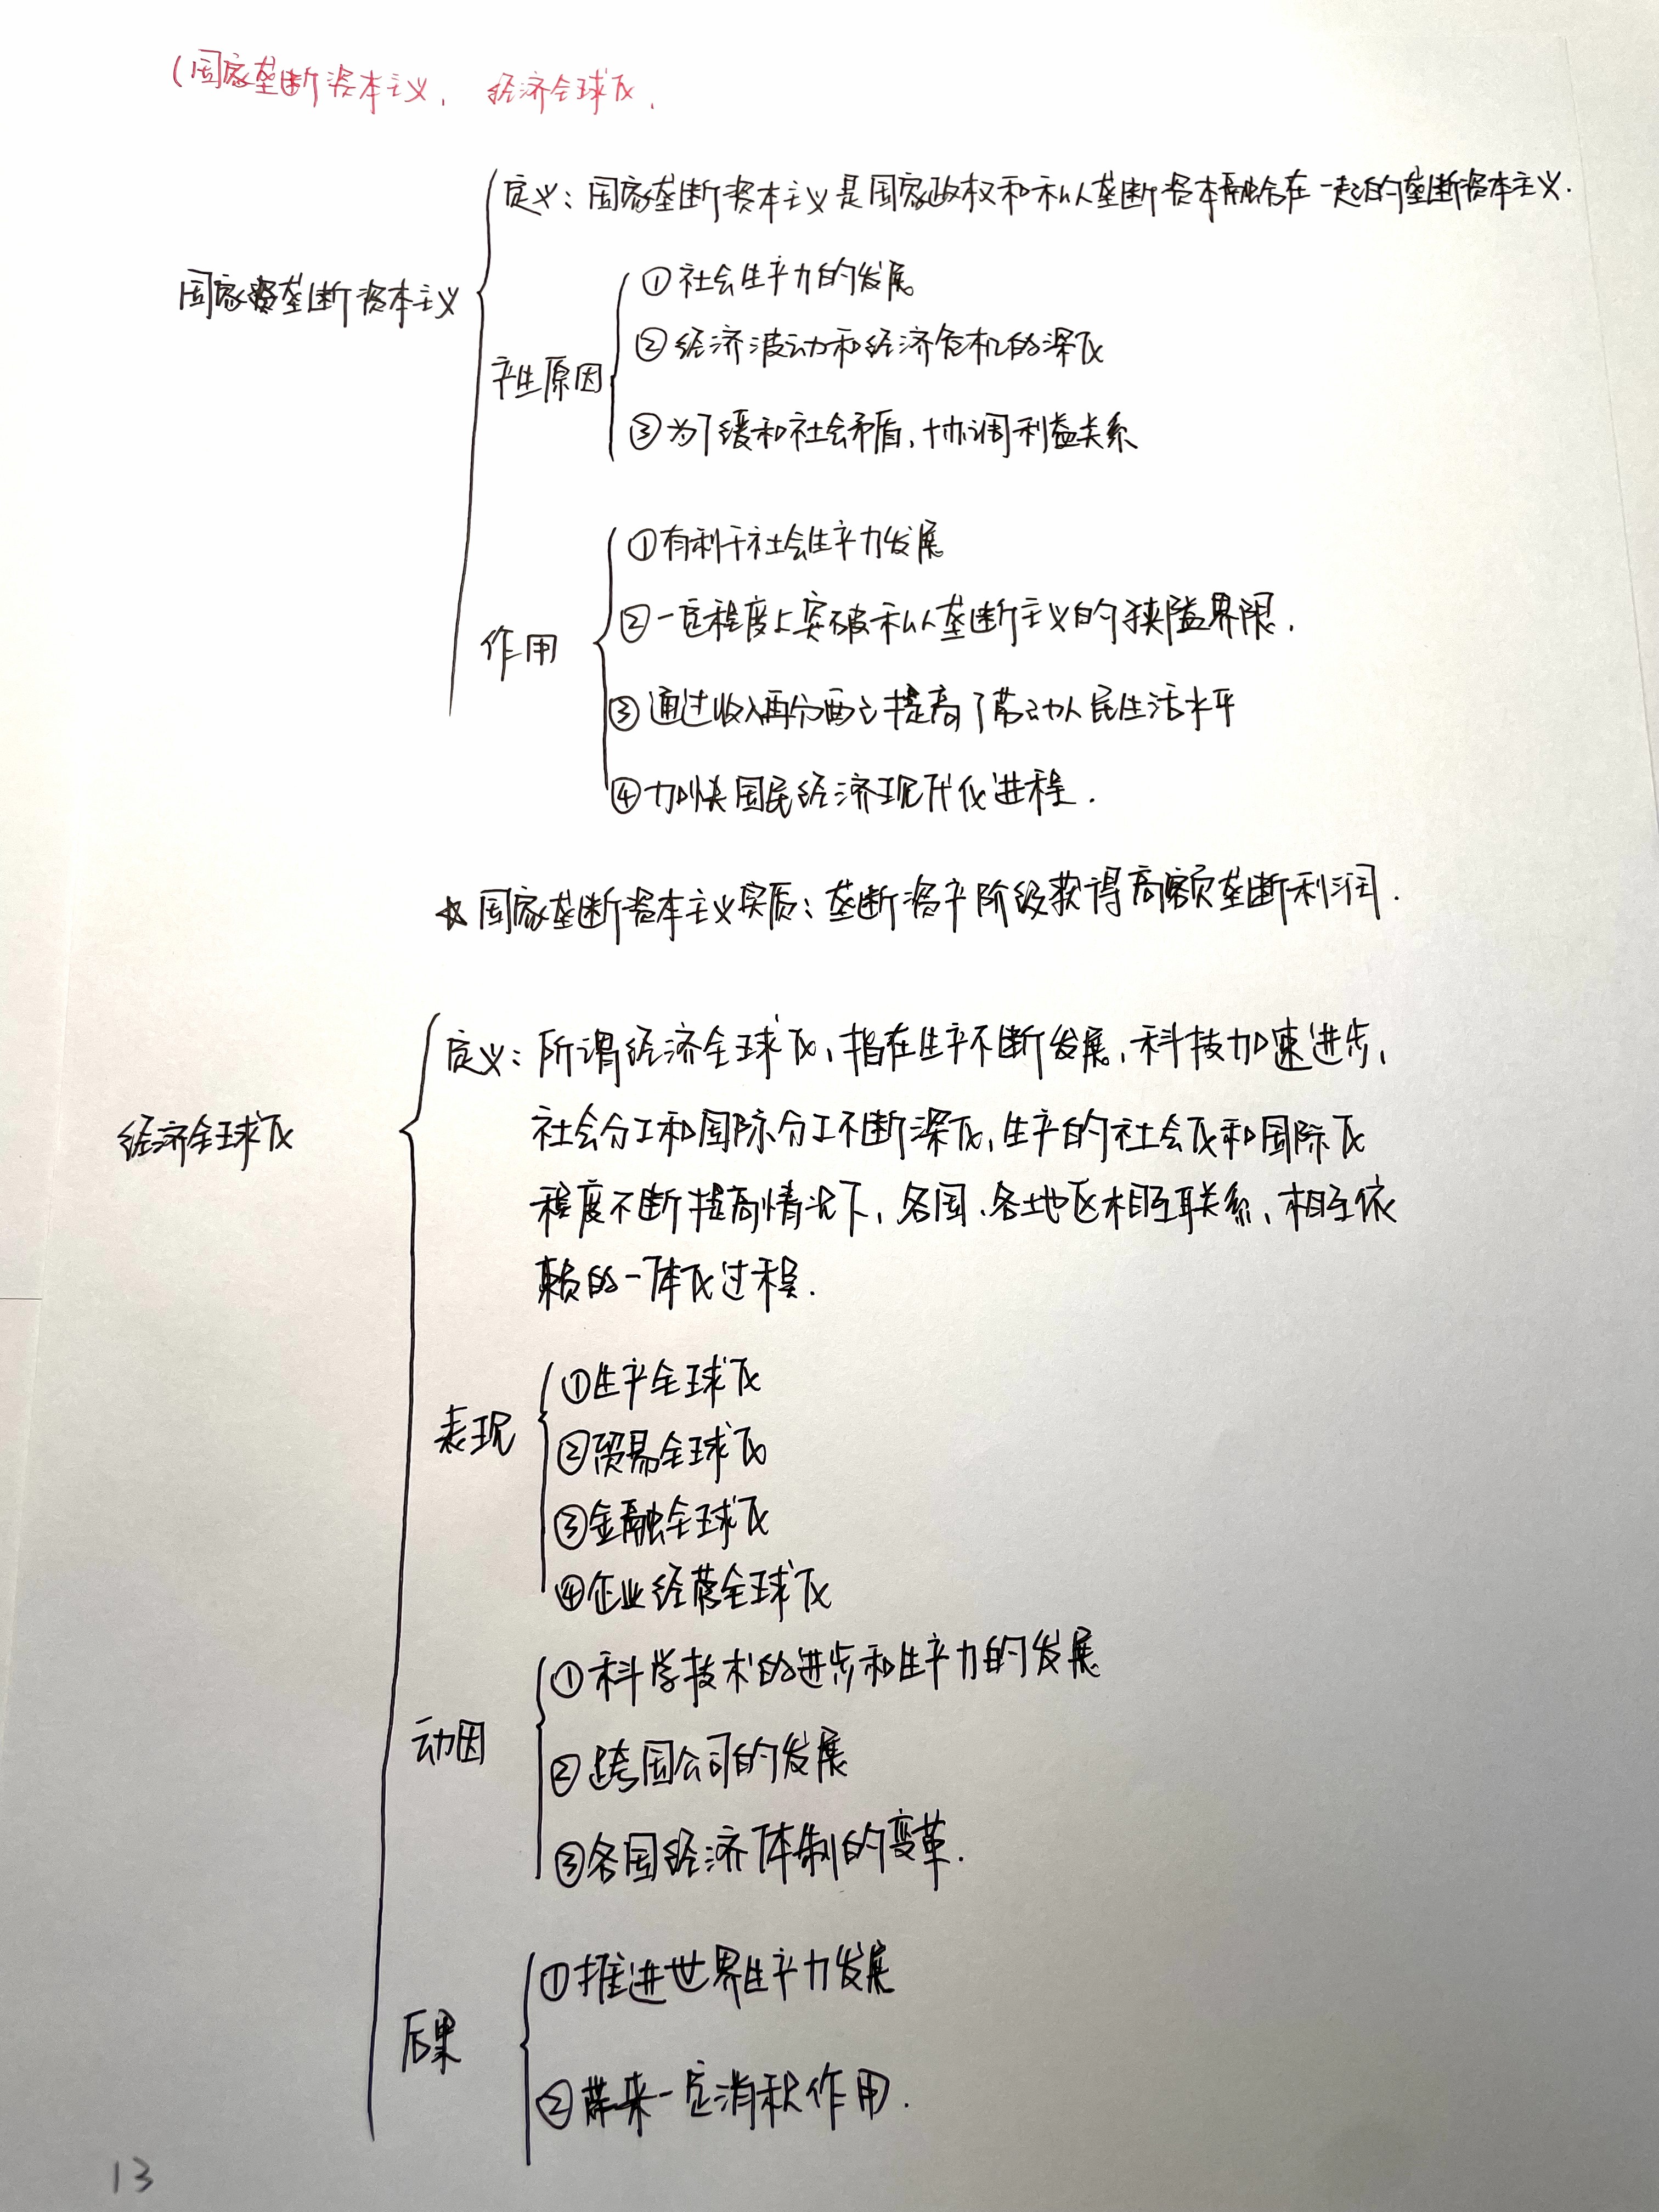 (国家垄断资本主义、 经济全球化、
定义：国家垄断资本主义是国家政权和私人垄断资本融合在一起的垄断资本主义.
国家垄断资本主义
产生原因
①社会生产力的发展
②经济波动和经济危机的深化
③为了缓和社会矛盾，协调利益关系
作用
①有利于社会生产力发展
②一定程度上突破私人垄断主义的狭隘界限.
③通过收入再分配之提高了劳动人民生活水平
④加快国民经济现代化进程.
☆国家垄断资本主义实质：垄断资产阶级获得高额垄断利润.
经济全球化
定义：所谓经济全球化，指在生产不断发展，科技加速进步，
社会分工和国际分工不断深化，生产的社会化和国际化
程度不断提高情况下，各国、各地区相互联系、相互依
赖的一体化过程.
表现
①生产全球化
②贸易全球化
③金融全球化
④企业经营全球化
动因
①科学技术的进步和生产力的发展
②跨国公司的发展
③各国经济体制的变革.
后果
①推进世界生产力发展
②带来一定消积作用.
13